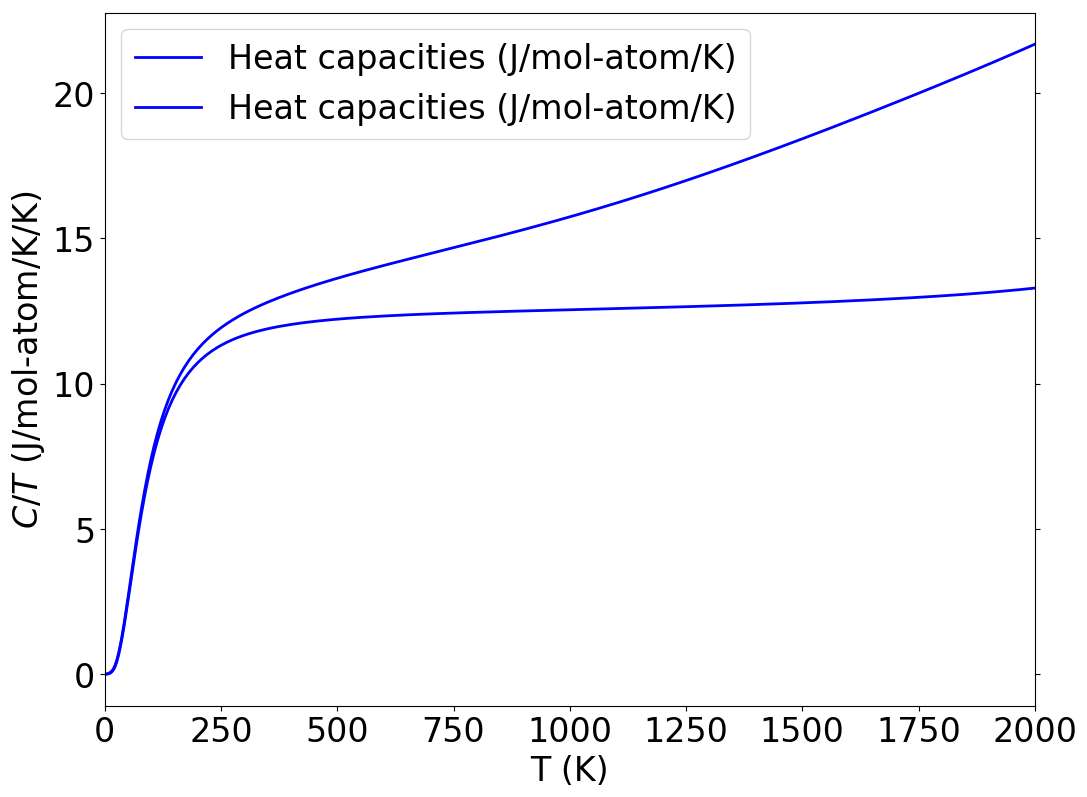 Heat capacities (J/mol-atom/K)
Heat capacities (J/mol-atom/K)
C/T (J/mol-atom/K/K)
20
15
10
5
0
0 250 500 750 1000 1250 1500 1750 2000
T (K)